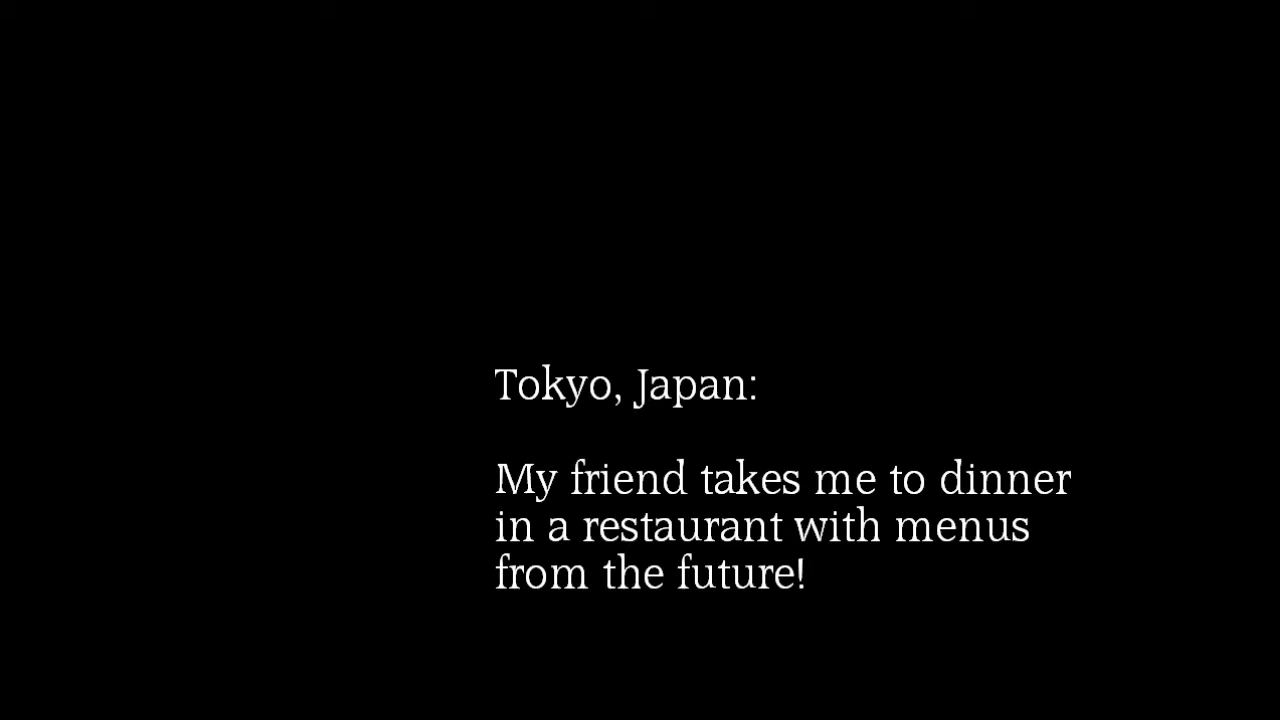 Tokyo, Japan:
My friend takes me to dinner
in a restaurant with menus
from the future!